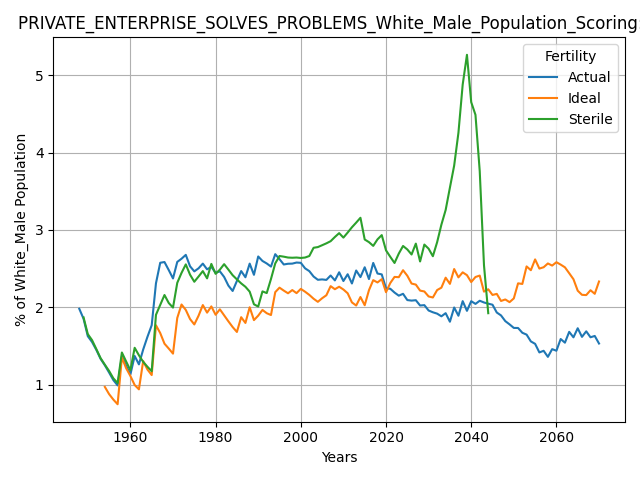 PRIVATE_ENTERPRISE_SOLVES_PROBLEMS_White_Male_Population_Scoring
Fertility
Actual
Ideal
Sterile
% of White_Male Population
5
4
3
2
1
1960
1980
2000
2020
2040
2060
Years